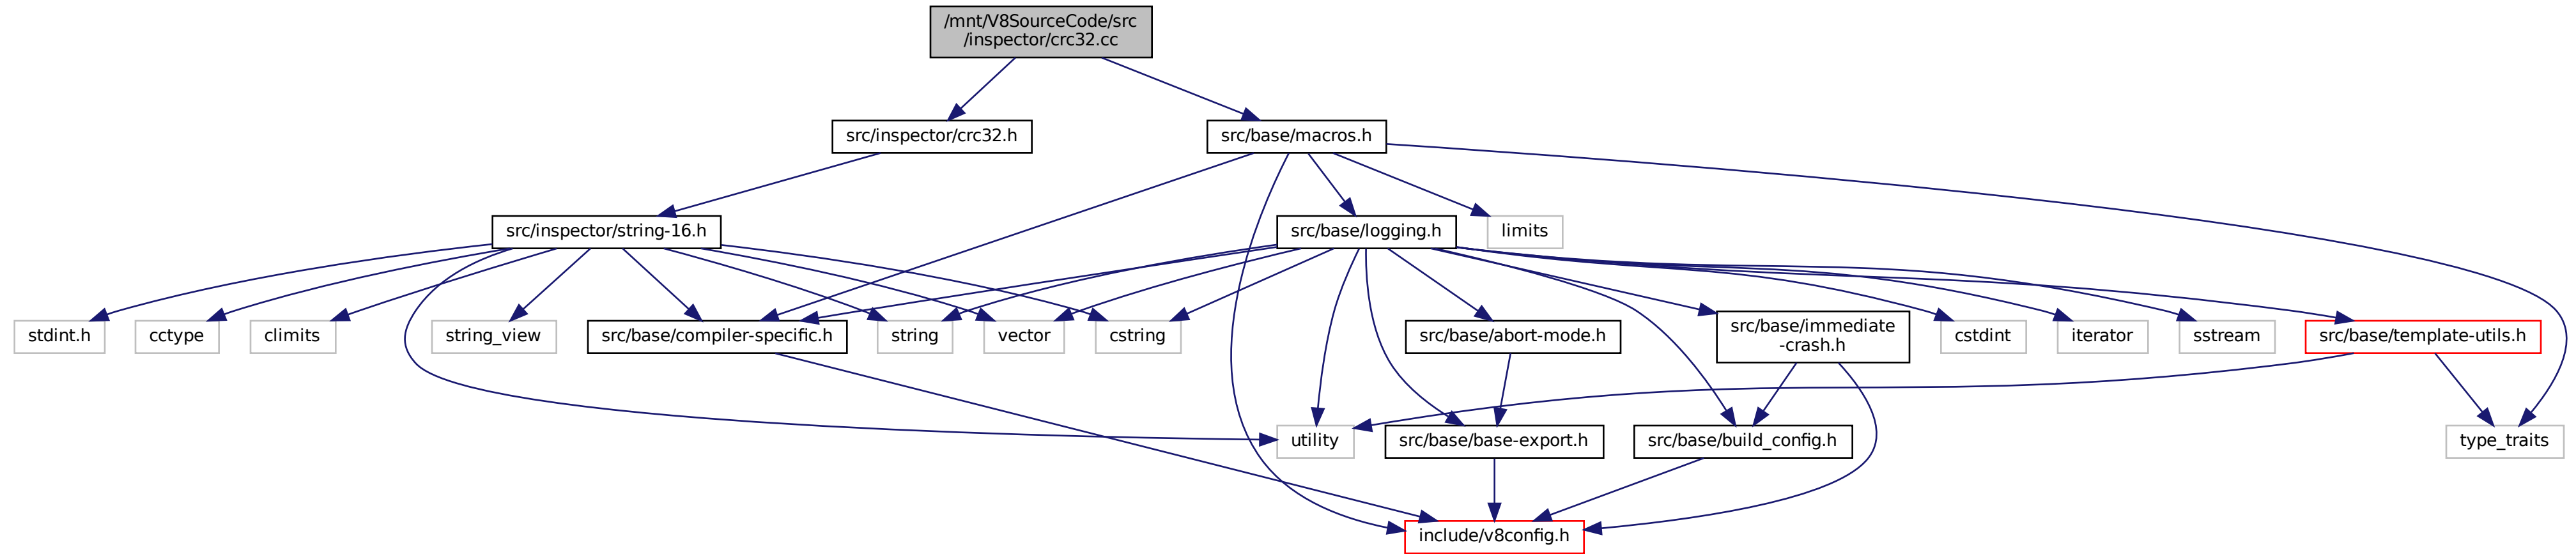 /mnt/V8SourceCode/src
/inspector/crc32.cc
src/inspector/crc32.h
src/base/macros.h
src/inspector/string-16.h
src/base/logging.h
limits
stdint.h
cctype
climits
string_view
src/base/compiler-specific.h
string
vector
cstring
src/base/abort-mode.h
src/base/immediate
-crash.h
cstdint
iterator
sstream
src/base/template-utils.h
utility
src/base/base-export.h
src/base/build_config.h
type_traits
include/v8config.h